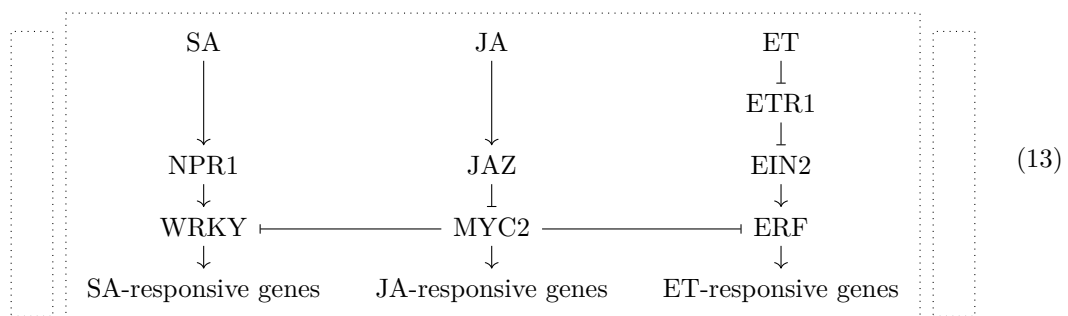 SA JA ET
ETR1
NPR1 JAZ EIN2
(13)
WRKY MYC2 ERF
SA-responsive genes JA-responsive genes ET-responsive genes